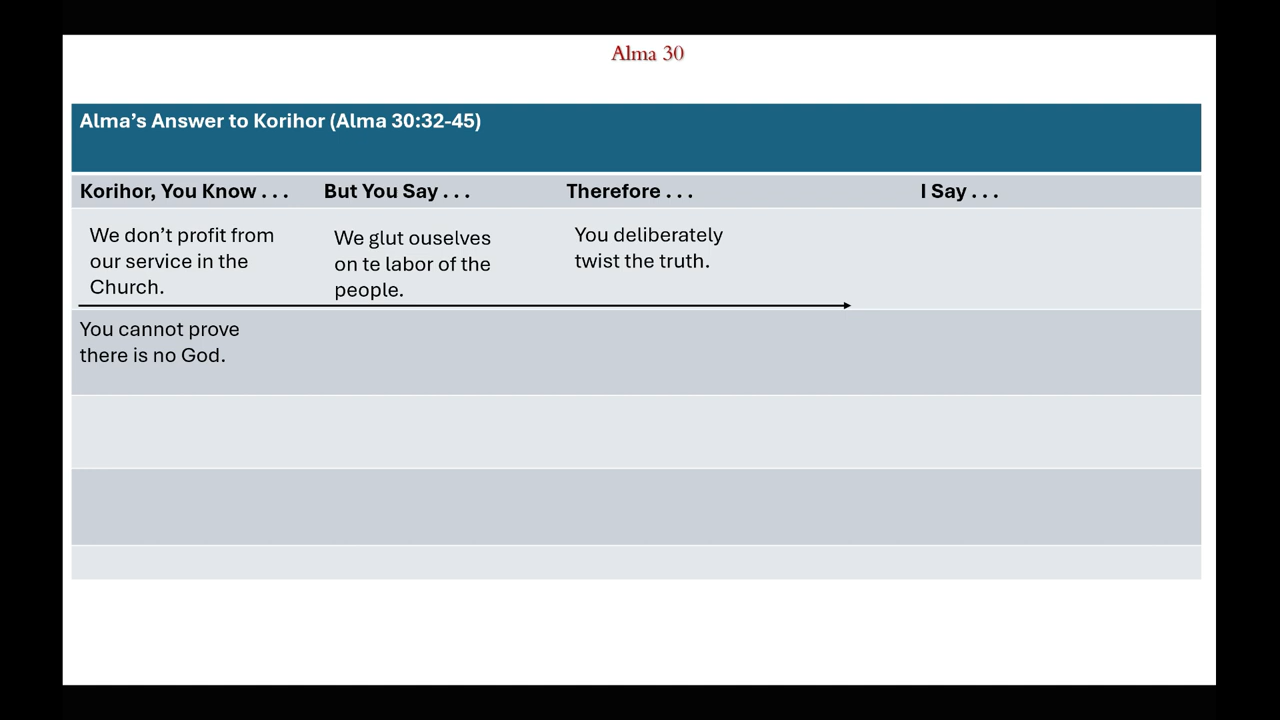 Alma 30
Alma's Answer to Korihor (Alma 30:32-45)
Korihor, You Know . . .
But You Say . . .
Therefore . . .
I Say . . .
We don't profit from
our service in the
Church.
We glut ouselves
on te labor of the
people.
You deliberately
twist the truth.
You cannot prove
there is no God.